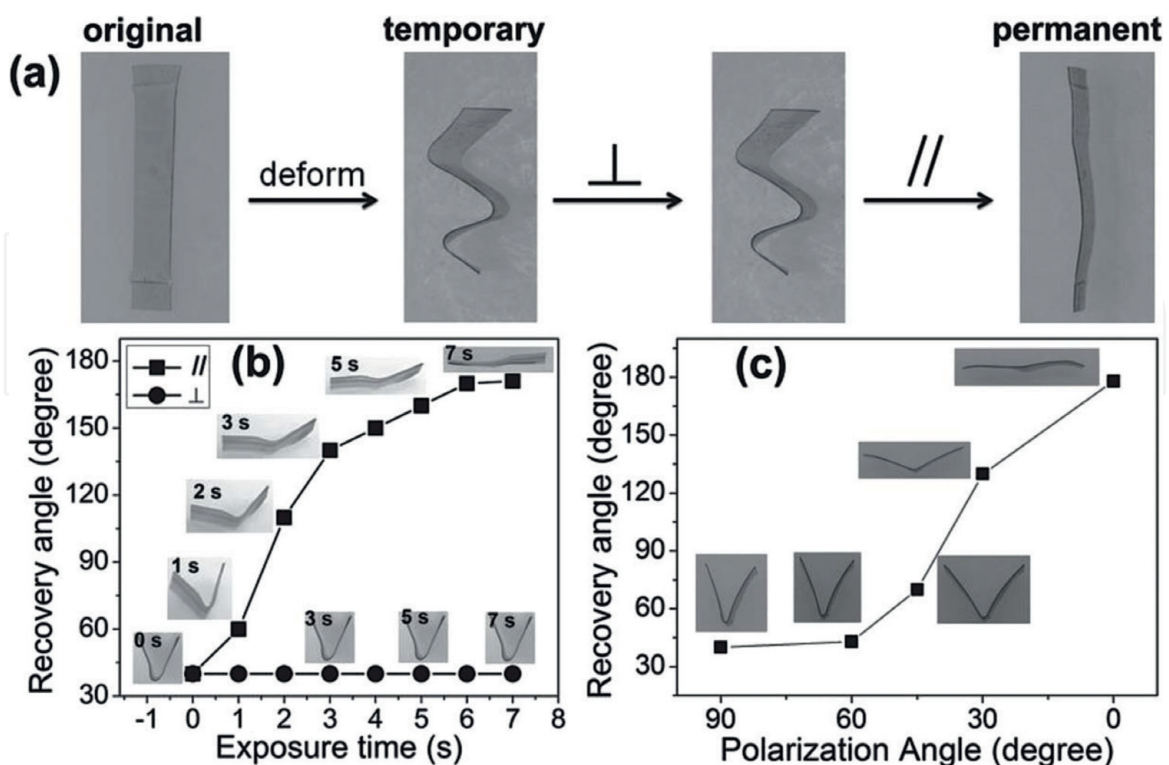 original
temporary
permanent
(a)
deform
⊥
//
(b)
//
⊥
0 s
1 s
2 s
3 s
5 s
7 s
3 s
5 s
7 s
180
150
120
90
60
30
Recovery angle (degree)
-1 0 1 2 3 4 5 6 7 8
Exposure time (s)
(c)
180
150
120
90
60
30
Recovery angle (degree)
90 60 30 0
Polarization Angle (degree)